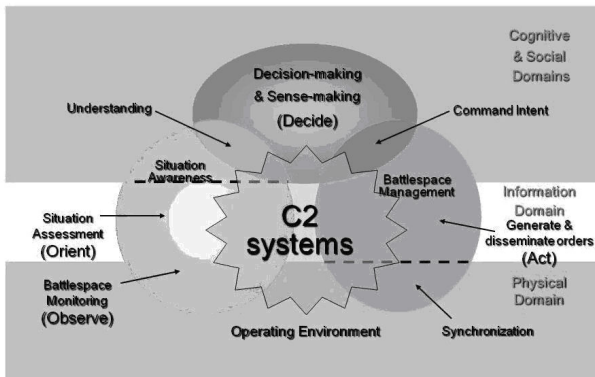 Cognitive
& Social
Domains
Decision-making
& Sense-making
(Decide)
Understanding
Command Intent
Situation
Awareness
Battlespace
Management
Information
Domain
C2
systems
Situation
Assessment
(Orient)
Generate &
disseminate orders
(Act)
Battlespace
Monitoring
(Observe)
Physical
Domain
Operating Environment
Synchronization